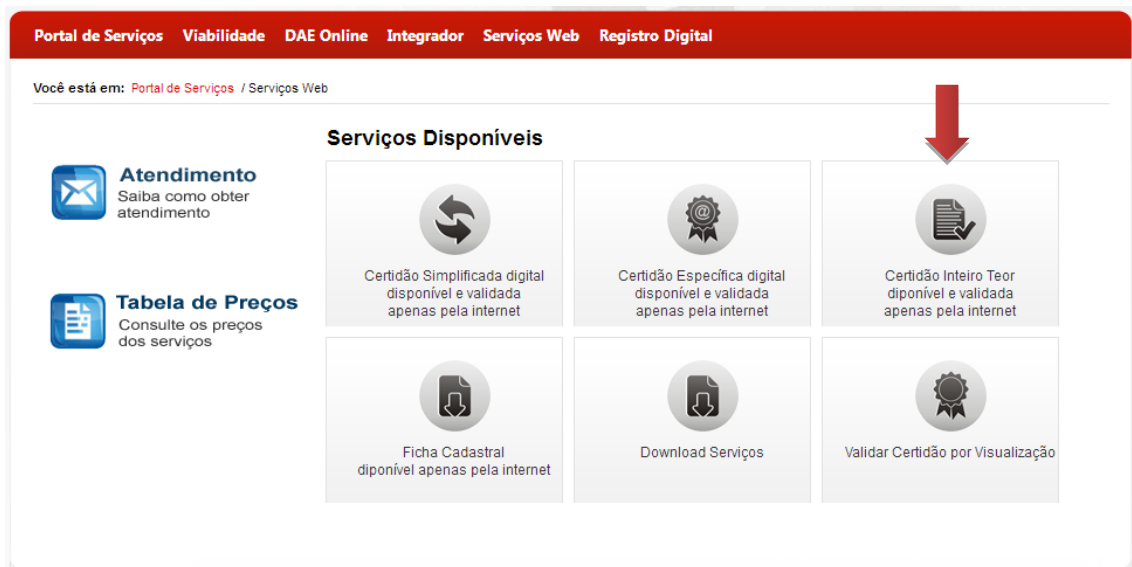 Portal de Serviços Viabilidade DAE Online Integrador Serviços Web Registro Digital
Você está em: Portal de Serviços / Serviços Web
Serviços Disponíveis
Atendimento
Saiba como obter
atendimento
Tabela de Preços
Consulte os preços
dos serviços
Certidão Simplificada digital
disponível e validada
apenas pela internet
@
Certidão Específica digital
disponível e validada
apenas pela internet
Certidão Inteiro Teor
diponível e validada
apenas pela internet
Ficha Cadastral
diponível apenas pela internet
Download Serviços
Validar Certidão por Visualização